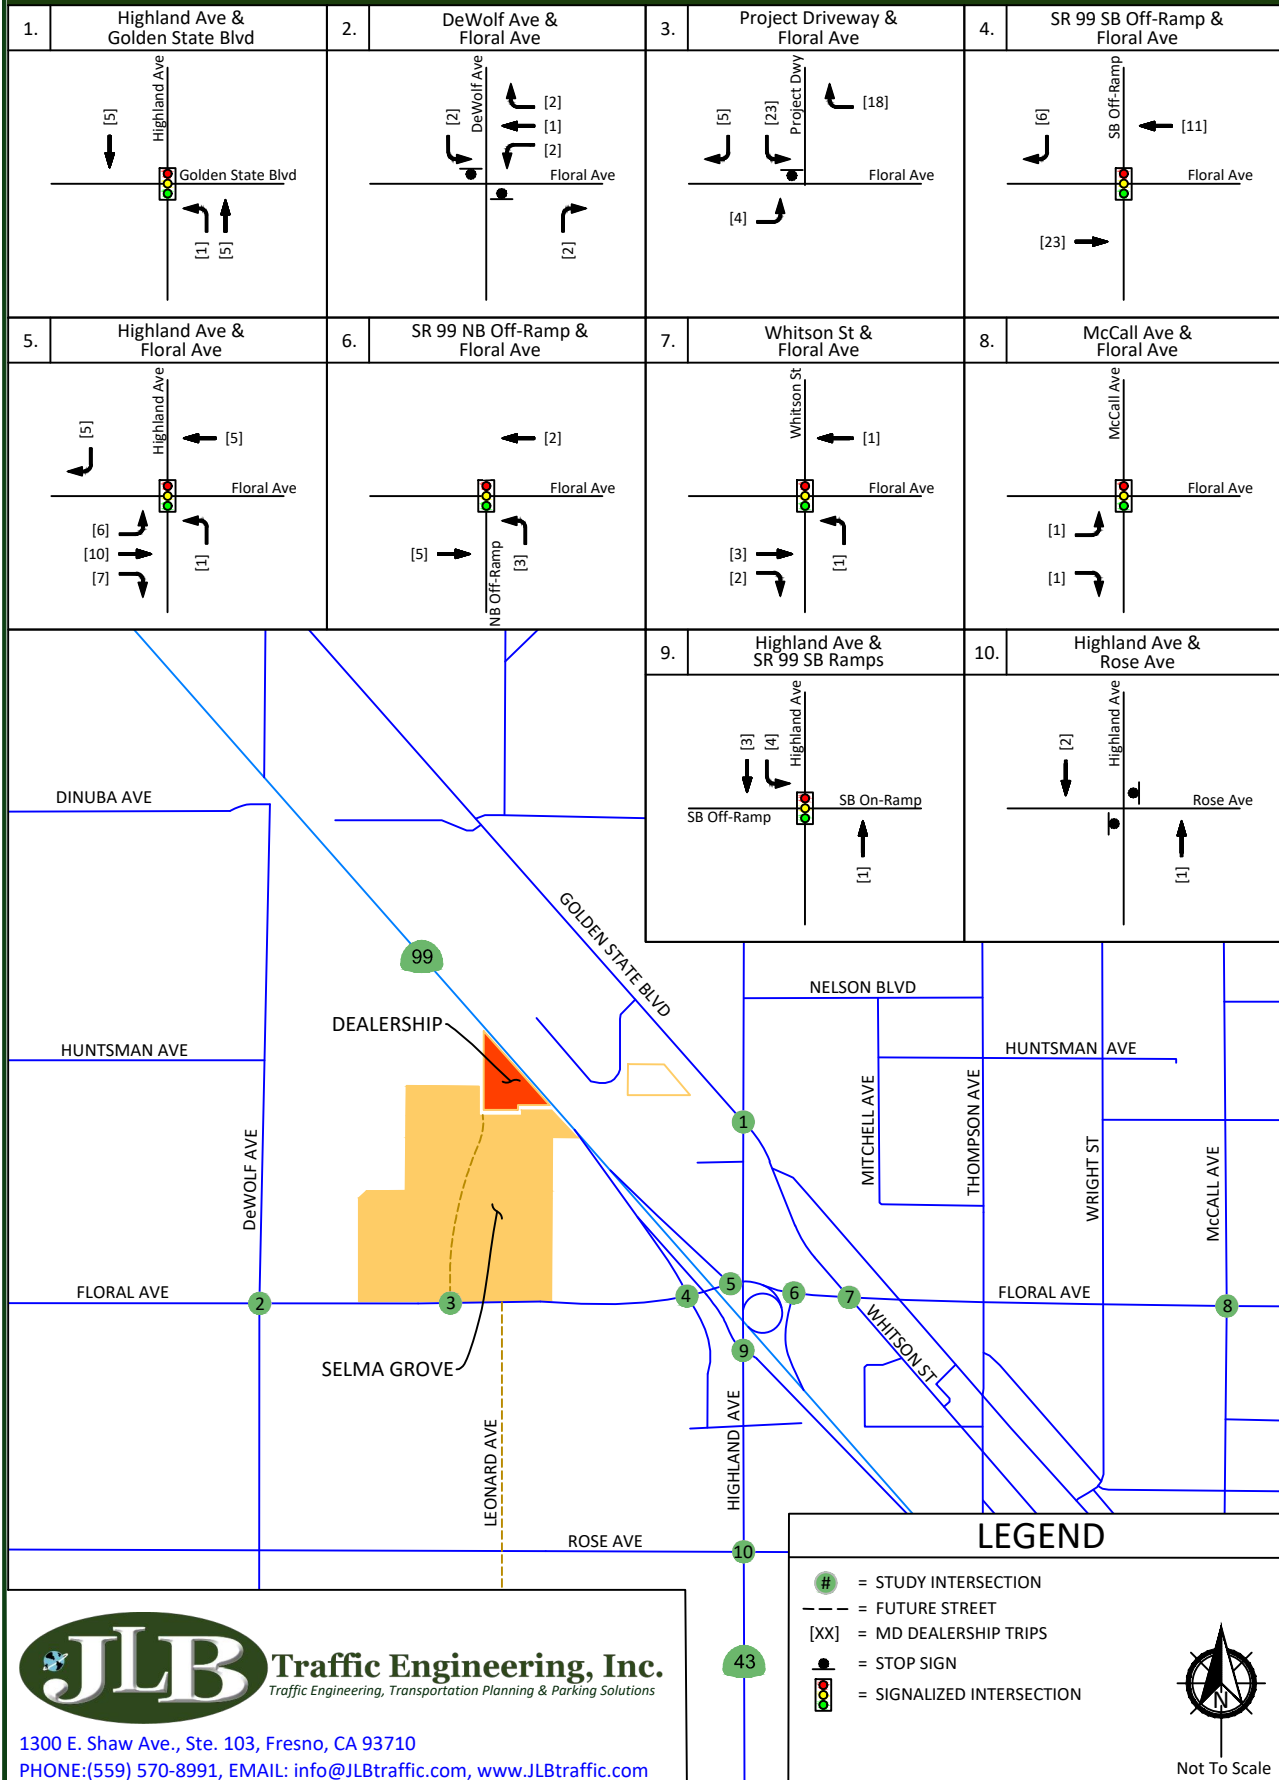 1.
Highland Ave &
Golden State Blvd
Highland Ave
[5]
Golden State Blvd
[1]
[5]
2.
DeWolf Ave &
Floral Ave
DeWolf Ave
[2]
[2]
[1]
[2]
Floral Ave
[2]
3.
Project Driveway &
Floral Ave
Project Dwy
[5]
[23]
[18]
Floral Ave
[4]
4.
SR 99 SB Off-Ramp &
Floral Ave
SB Off-Ramp
[6]
[11]
Floral Ave
[23]
5.
Highland Ave &
Floral Ave
Highland Ave
[5]
[5]
Floral Ave
[6]
[10]
[7]
[1]
6.
SR 99 NB Off-Ramp &
Floral Ave
[2]
Floral Ave
[5]
NB Off-Ramp
[3]
7.
Whitson St &
Floral Ave
Whitson St
[1]
Floral Ave
[3]
[2]
[1]
8.
McCall Ave &
Floral Ave
McCall Ave
Floral Ave
[1]
[1]
9.
Highland Ave &
SR 99 SB Ramps
Highland Ave
[3]
[4]
SB On-Ramp
SB Off-Ramp
[1]
10.
Highland Ave &
Rose Ave
Highland Ave
[2]
Rose Ave
[1]
DINUBA AVE
GOLDEN STATE BLVD
99
NELSON BLVD
DEALERSHIP
HUNTSMAN AVE
HUNTSMAN AVE
MITCHELL AVE
THOMPSON AVE
WRIGHT ST
McCALL AVE
DeWOLF AVE
1
FLORAL AVE
2
3
4
5
6
7
FLORAL AVE
8
WHITSON ST
9
SELMA GROVE
LEONARD AVE
HIGHLAND AVE
ROSE AVE
10
43
LEGEND
# = STUDY INTERSECTION
= FUTURE STREET
[XX] = MD DEALERSHIP TRIPS
= STOP SIGN
= SIGNALIZED INTERSECTION
N
Not To Scale
JLB Traffic Engineering, Inc.
Traffic Engineering, Transportation Planning & Parking Solutions
1300 E. Shaw Ave., Ste. 103, Fresno, CA 93710
PHONE:(559) 570-8991, EMAIL: info@JLBtraffic.com, www.JLBtraffic.com